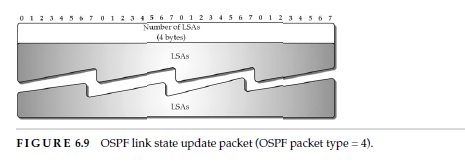 0 1 2 3 4 5 6 7 0 1 2 3 4 5 6 7 0 1 2 3 4 5 6 7 0 1 2 3 4 5 6 7
Number of LSAs
(4 bytes)
LSAs
LSAs
FIGURE 6.9 OSPF link state update packet (OSPF packet type = 4).